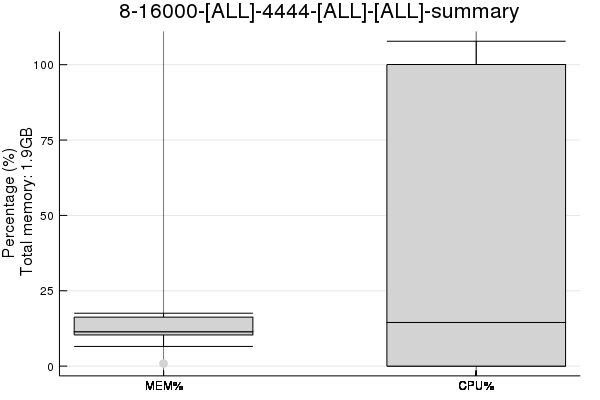 8-16000-[ALL]-4444-[ALL]-[ALL]-summary
Percentage (%)
Total memory: 1.9GB
100
75
50
25
0
MEM%
CPU%